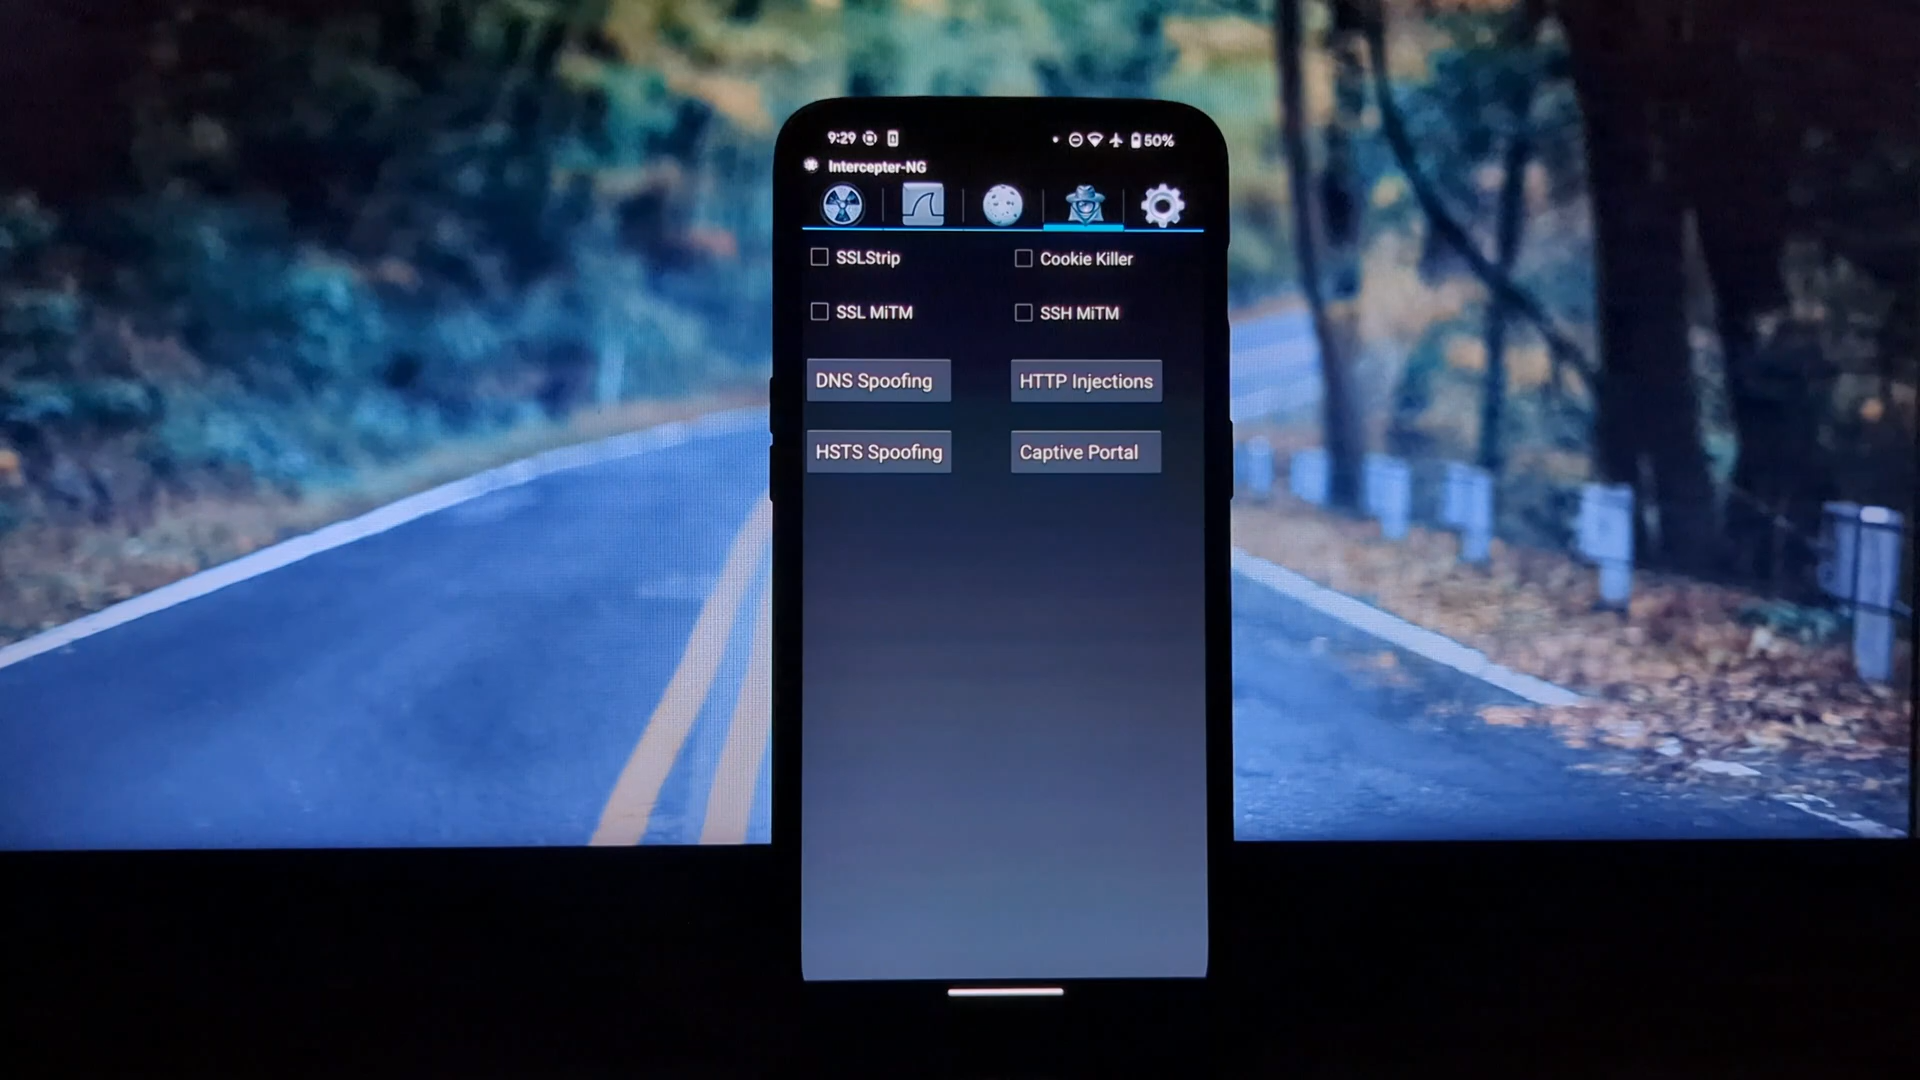 9:29 50%
Intercepter-NG
SSLStrip Cookie Killer
SSL MiTM SSH MiTM
DNS Spoofing HTTP Injections
HSTS Spoofing Captive Portal